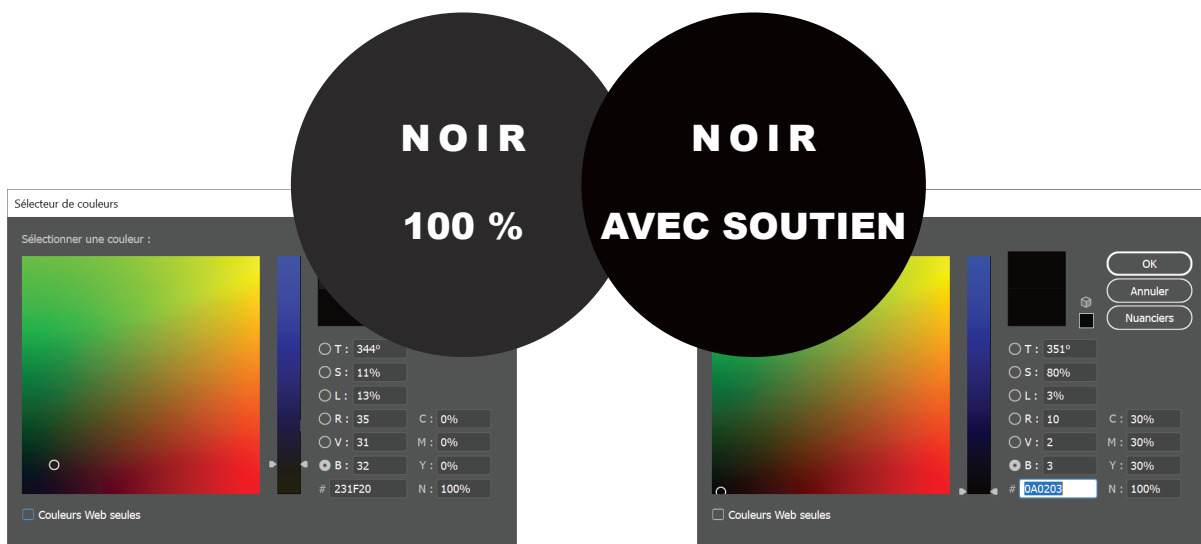 NOIR
100 %
NOIR
AVEC SOUTIEN
Sélecteur de couleurs
Sélectionner une couleur :
T : 344°
S : 11%
L : 13%
R : 35 C : 0%
V : 31 M : 0%
B : 32 Y : 0%
# 231F20 N : 100%
Couleurs Web seules
OK
Annuler
Nuanciers
T : 351°
S : 80%
L : 3%
R : 10 C : 30%
V : 2 M : 30%
B : 3 Y : 30%
# 0A0203 N : 100%
Couleurs Web seules